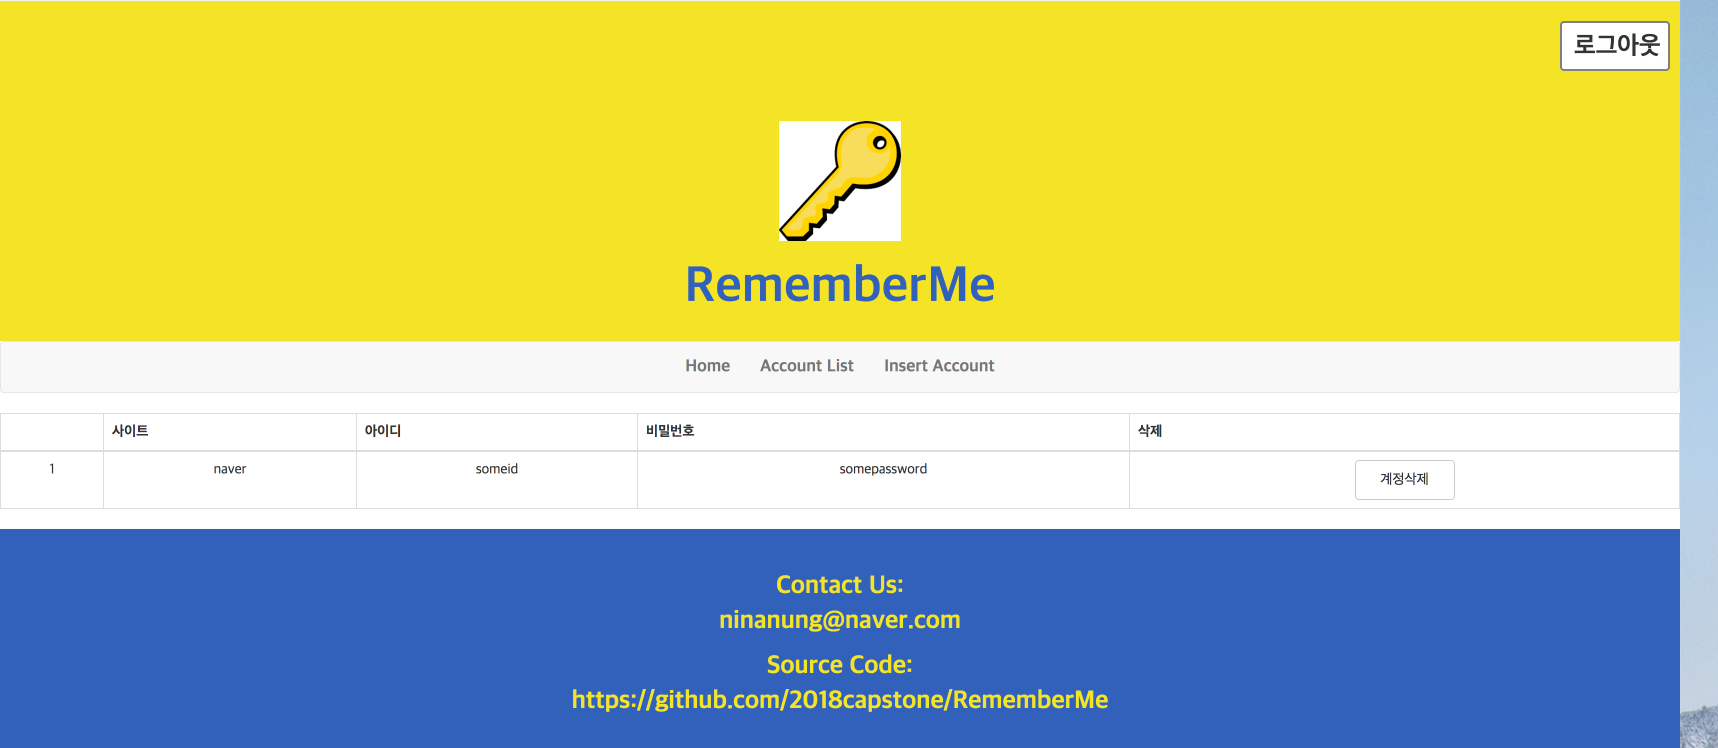 로그아웃
RememberMe
Home Account List Insert Account
사이트 아이디 비밀번호 삭제
1 naver someid somepassword 계정삭제
Contact Us:
ninanung@naver.com
Source Code:
https://github.com/2018capstone/RememberMe